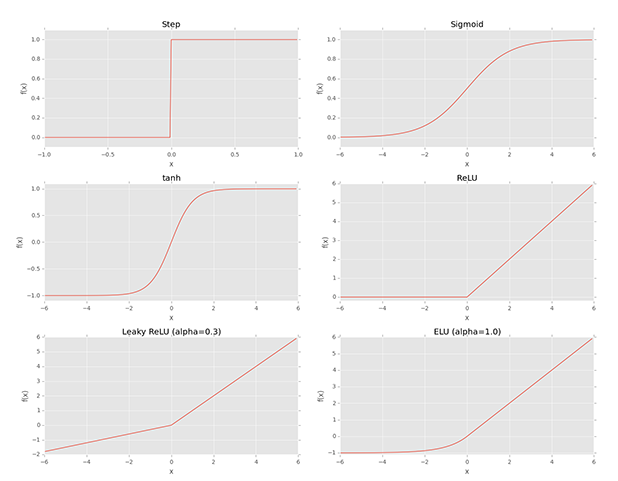 Step
1.0
0.8
0.6
0.4
0.2
0.0
f(x)
−1.0 −0.5 0.0 0.5 1.0
x
Sigmoid
1.0
0.8
0.6
0.4
0.2
0.0
f(x)
−6 −4 −2 0 2 4 6
x
tanh
1.0
0.5
0.0
−0.5
−1.0
f(x)
−6 −4 −2 0 2 4 6
x
ReLU
6
5
4
3
2
1
0
f(x)
−6 −4 −2 0 2 4 6
x
Leaky ReLU (alpha=0.3)
6
5
4
3
2
1
0
−1
−2
f(x)
−6 −4 −2 0 2 4 6
x
ELU (alpha=1.0)
6
5
4
3
2
1
0
−1
f(x)
−6 −4 −2 0 2 4 6
x